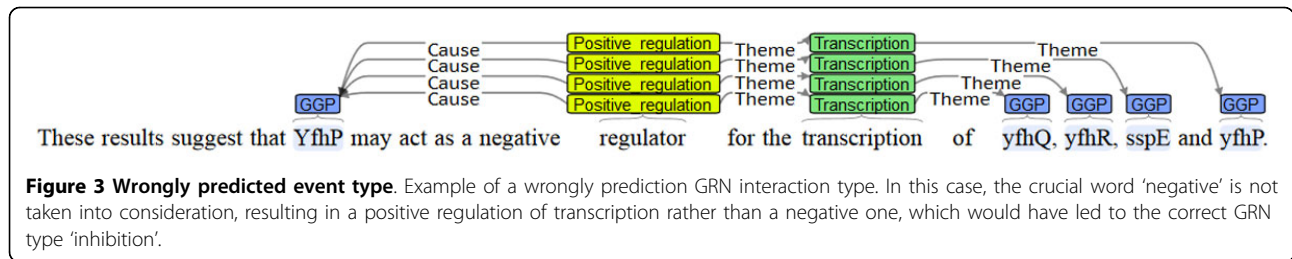 Cause Positive regulation Theme Transcription Theme
Cause Positive regulation Theme Transcription Theme
Cause Positive regulation Theme Transcription Theme
Cause Positive regulation Theme Transcription Theme
GGP GGP GGP GGP GGP
These results suggest that YfhP may act as a negative regulator for the transcription of yfhQ, yfhR, sspE and yfhP.
Figure 3 Wrongly predicted event type. Example of a wrongly prediction GRN interaction type. In this case, the crucial word ‘negative’ is not
taken into consideration, resulting in a positive regulation of transcription rather than a negative one, which would have led to the correct GRN
type ‘inhibition’.